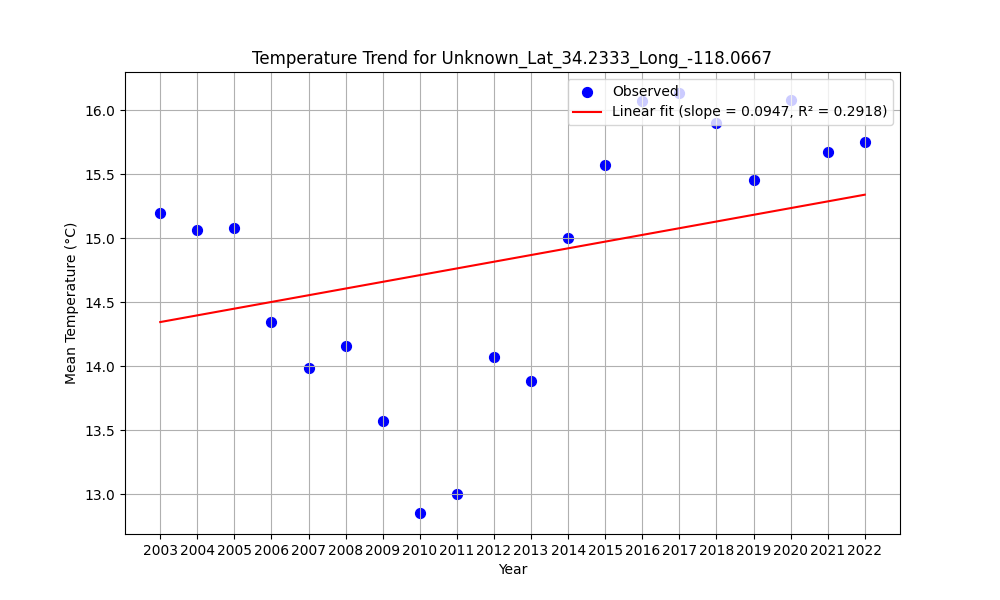 Temperature Trend for Unknown_Lat_34.2333_Long_-118.0667
Observed
Linear fit (slope = 0.0947, R² = 0.2918)
Mean Temperature (°C)
16.0
15.5
15.0
14.5
14.0
13.5
13.0
2003 2004 2005 2006 2007 2008 2009 2010 2011 2012 2013 2014 2015 2016 2017 2018 2019 2020 2021 2022
Year